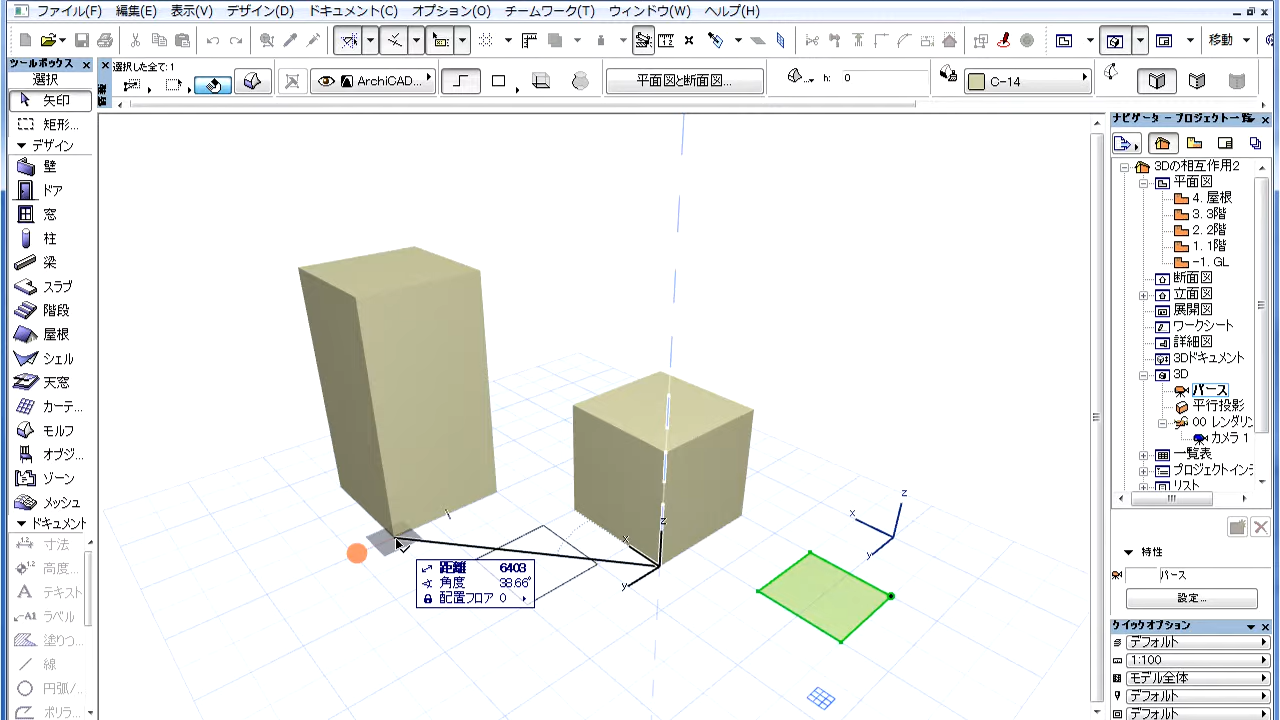 ファイル(F) 編集(E) 表示(V) デザイン(D) ドキュメント(C) オプション(O) チームワーク(T) ウィンドウ(W) ヘルプ(H)
移動
ツールボックス
選択
矢印
矩形...
デザイン
壁
ドア
窓
柱
梁
スラブ
階段
屋根
シェル
天窓
カーテ...
モルフ
オブジ...
ゾーン
メッシュ
ドキュメント
寸法
高度...
テキスト
ラベル
塗りつ...
線
円弧/...
ポリラ...
選択した全て: 1
ArchiCAD...
平面図と断面図...
h: 0
C-14
距離 6403
角度 38.66°
配置フロア 0
x
y
z
x
y
z
ナビゲータ - プロジェクト一覧
3Dの相互作用2
平面図
4. 屋根
3. 3階
2. 2階
1. 1階
-1. GL
断面図
立面図
展開図
ワークシート
詳細図
3Dドキュメント
3D
パース
平行投影
00 レンダリン
カメラ 1
一覧表
プロジェクトイン
リスト
特性
パース
設定...
クイックオプション
デフォルト
1:100
モデル全体
デフォルト
デフォルト